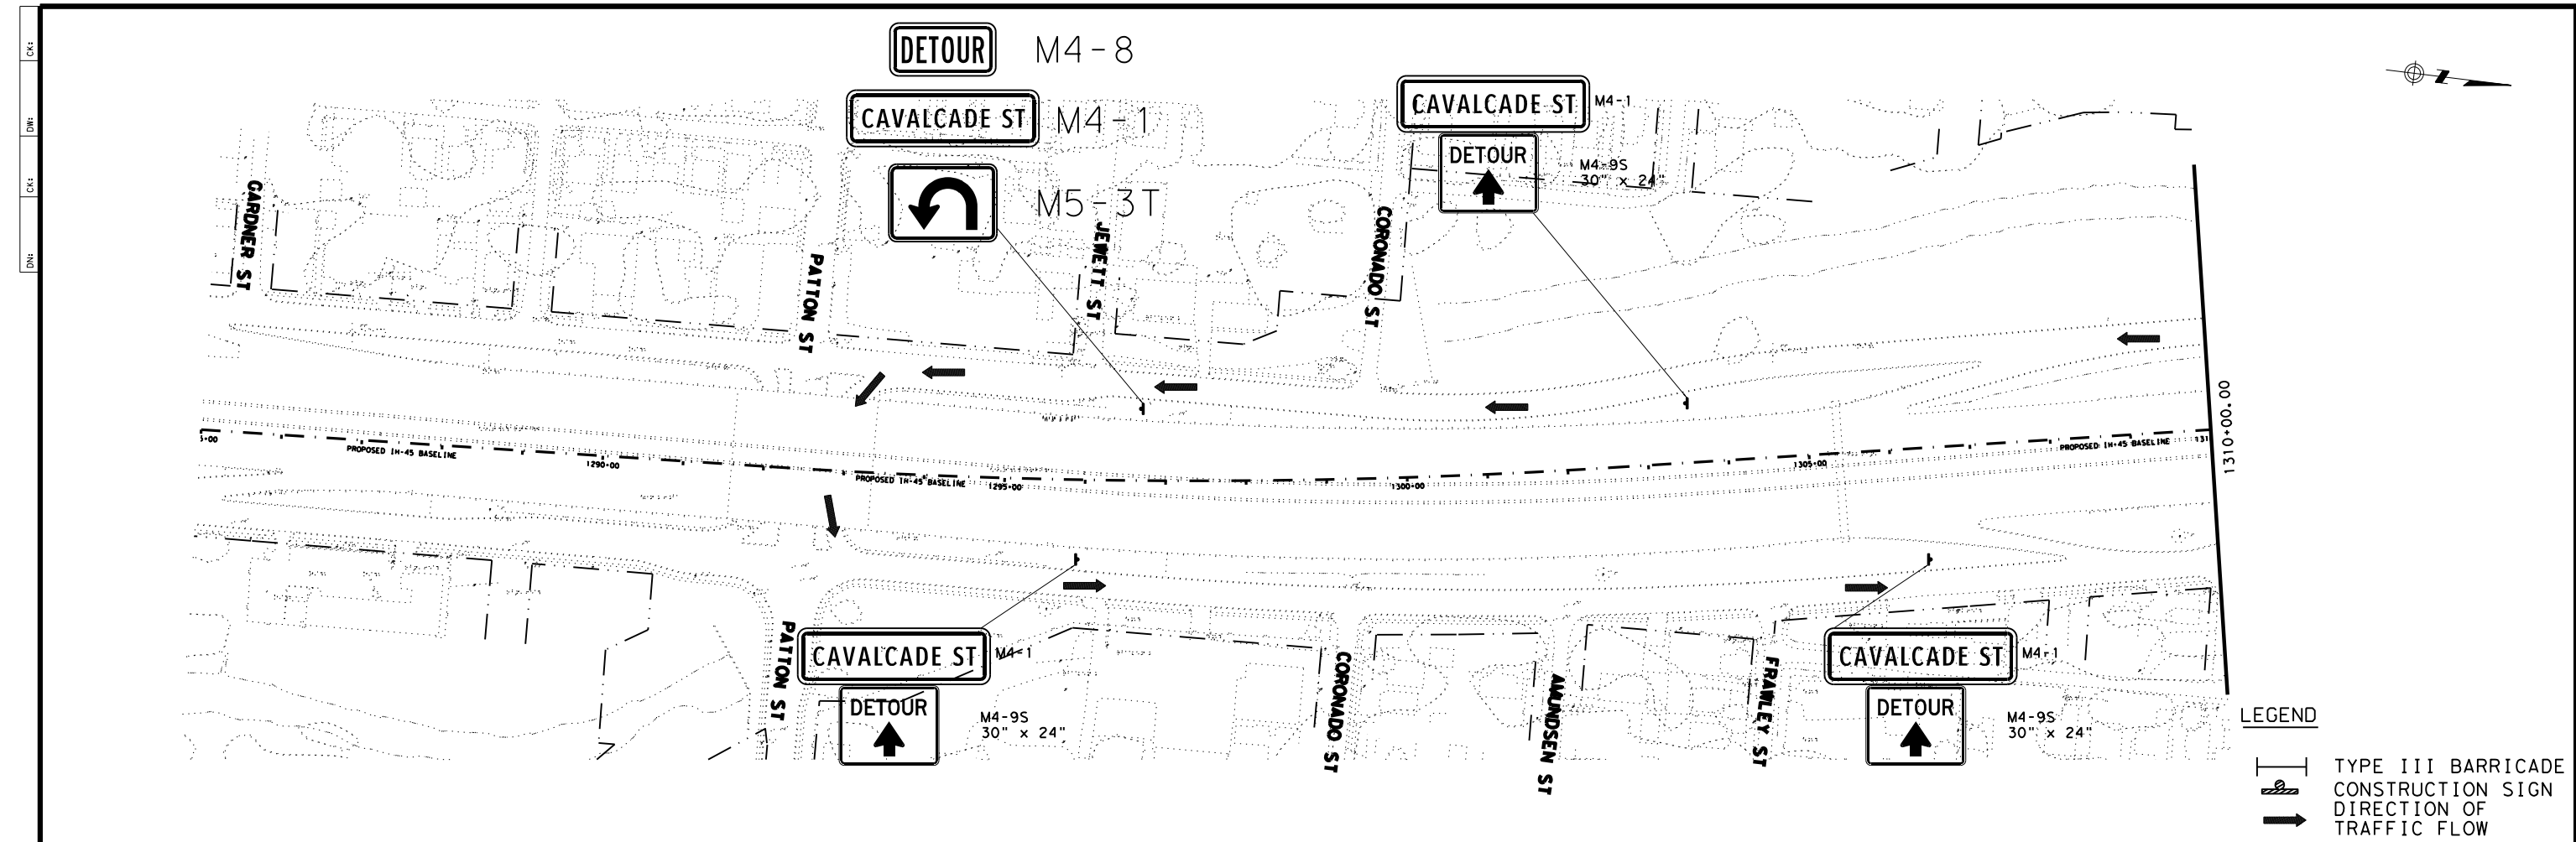 CK:
DW:
CK:
DN:
DETOUR M4-8
CAVALCADE ST M4-1
M5-3T
CAVALCADE ST M4-1
DETOUR
M4-9S
30" x 24"
Z
GARDNER ST
PATTON ST
JEWETT ST
CORONADO ST
1310+00.00
PROPOSED IH-45 BASELINE
1290+00
PROPOSED IH-45 BASELINE
1295+00
1300+00
1305+00
PROPOSED IH-45 BASELINE
PATTON ST
CAVALCADE ST M4-1
DETOUR
M4-9S
30" x 24"
CORONADO ST
AMUNDSEN ST
FRAWLEY ST
CAVALCADE ST M4-1
DETOUR
M4-9S
30" x 24"
LEGEND
TYPE III BARRICADE
CONSTRUCTION SIGN
DIRECTION OF
TRAFFIC FLOW